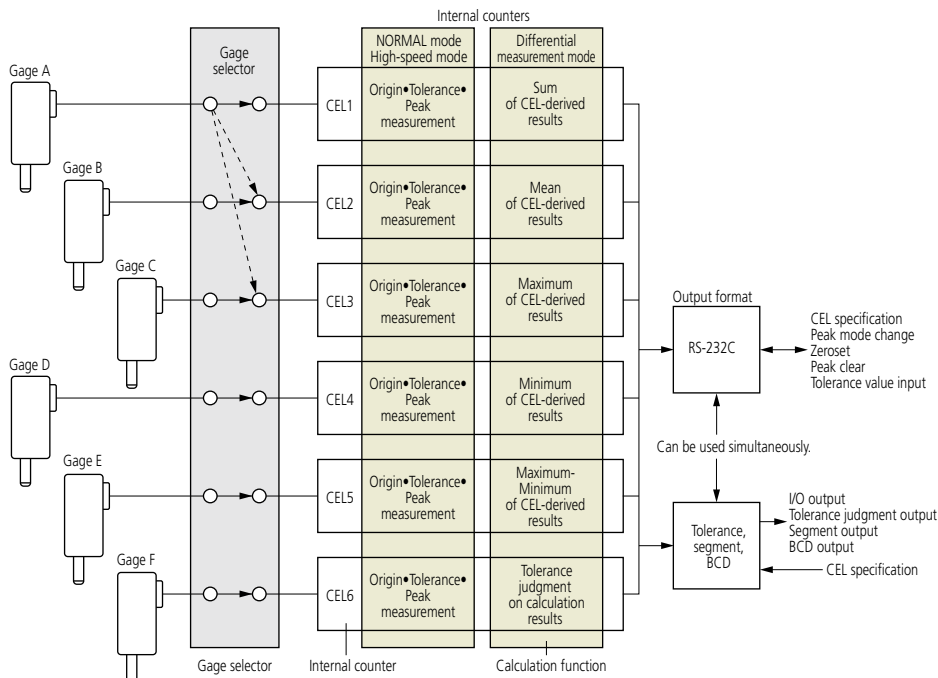 Internal counters
Gage
selector
NORMAL mode
High-speed mode
Differential
measurement mode
Gage A
CEL1
Origin•Tolerance•
Peak
measurement
Sum
of CEL-derived
results
Gage B
CEL2
Origin•Tolerance•
Peak
measurement
Mean
of CEL-derived
results
Gage C
CEL3
Origin•Tolerance•
Peak
measurement
Maximum
of CEL-derived
results
Output format
RS-232C
CEL specification
Peak mode change
Zeroset
Peak clear
Tolerance value input
Gage D
CEL4
Origin•Tolerance•
Peak
measurement
Minimum
of CEL-derived
results
Can be used simultaneously.
Gage E
CEL5
Origin•Tolerance•
Peak
measurement
Maximum-
Minimum
of CEL-derived
results
Tolerance,
segment,
BCD
I/O output
Tolerance judgment output
Segment output
BCD output
CEL specification
Gage F
CEL6
Origin•Tolerance•
Peak
measurement
Tolerance
judgment
on calculation
results
Gage selector
Internal counter
Calculation function